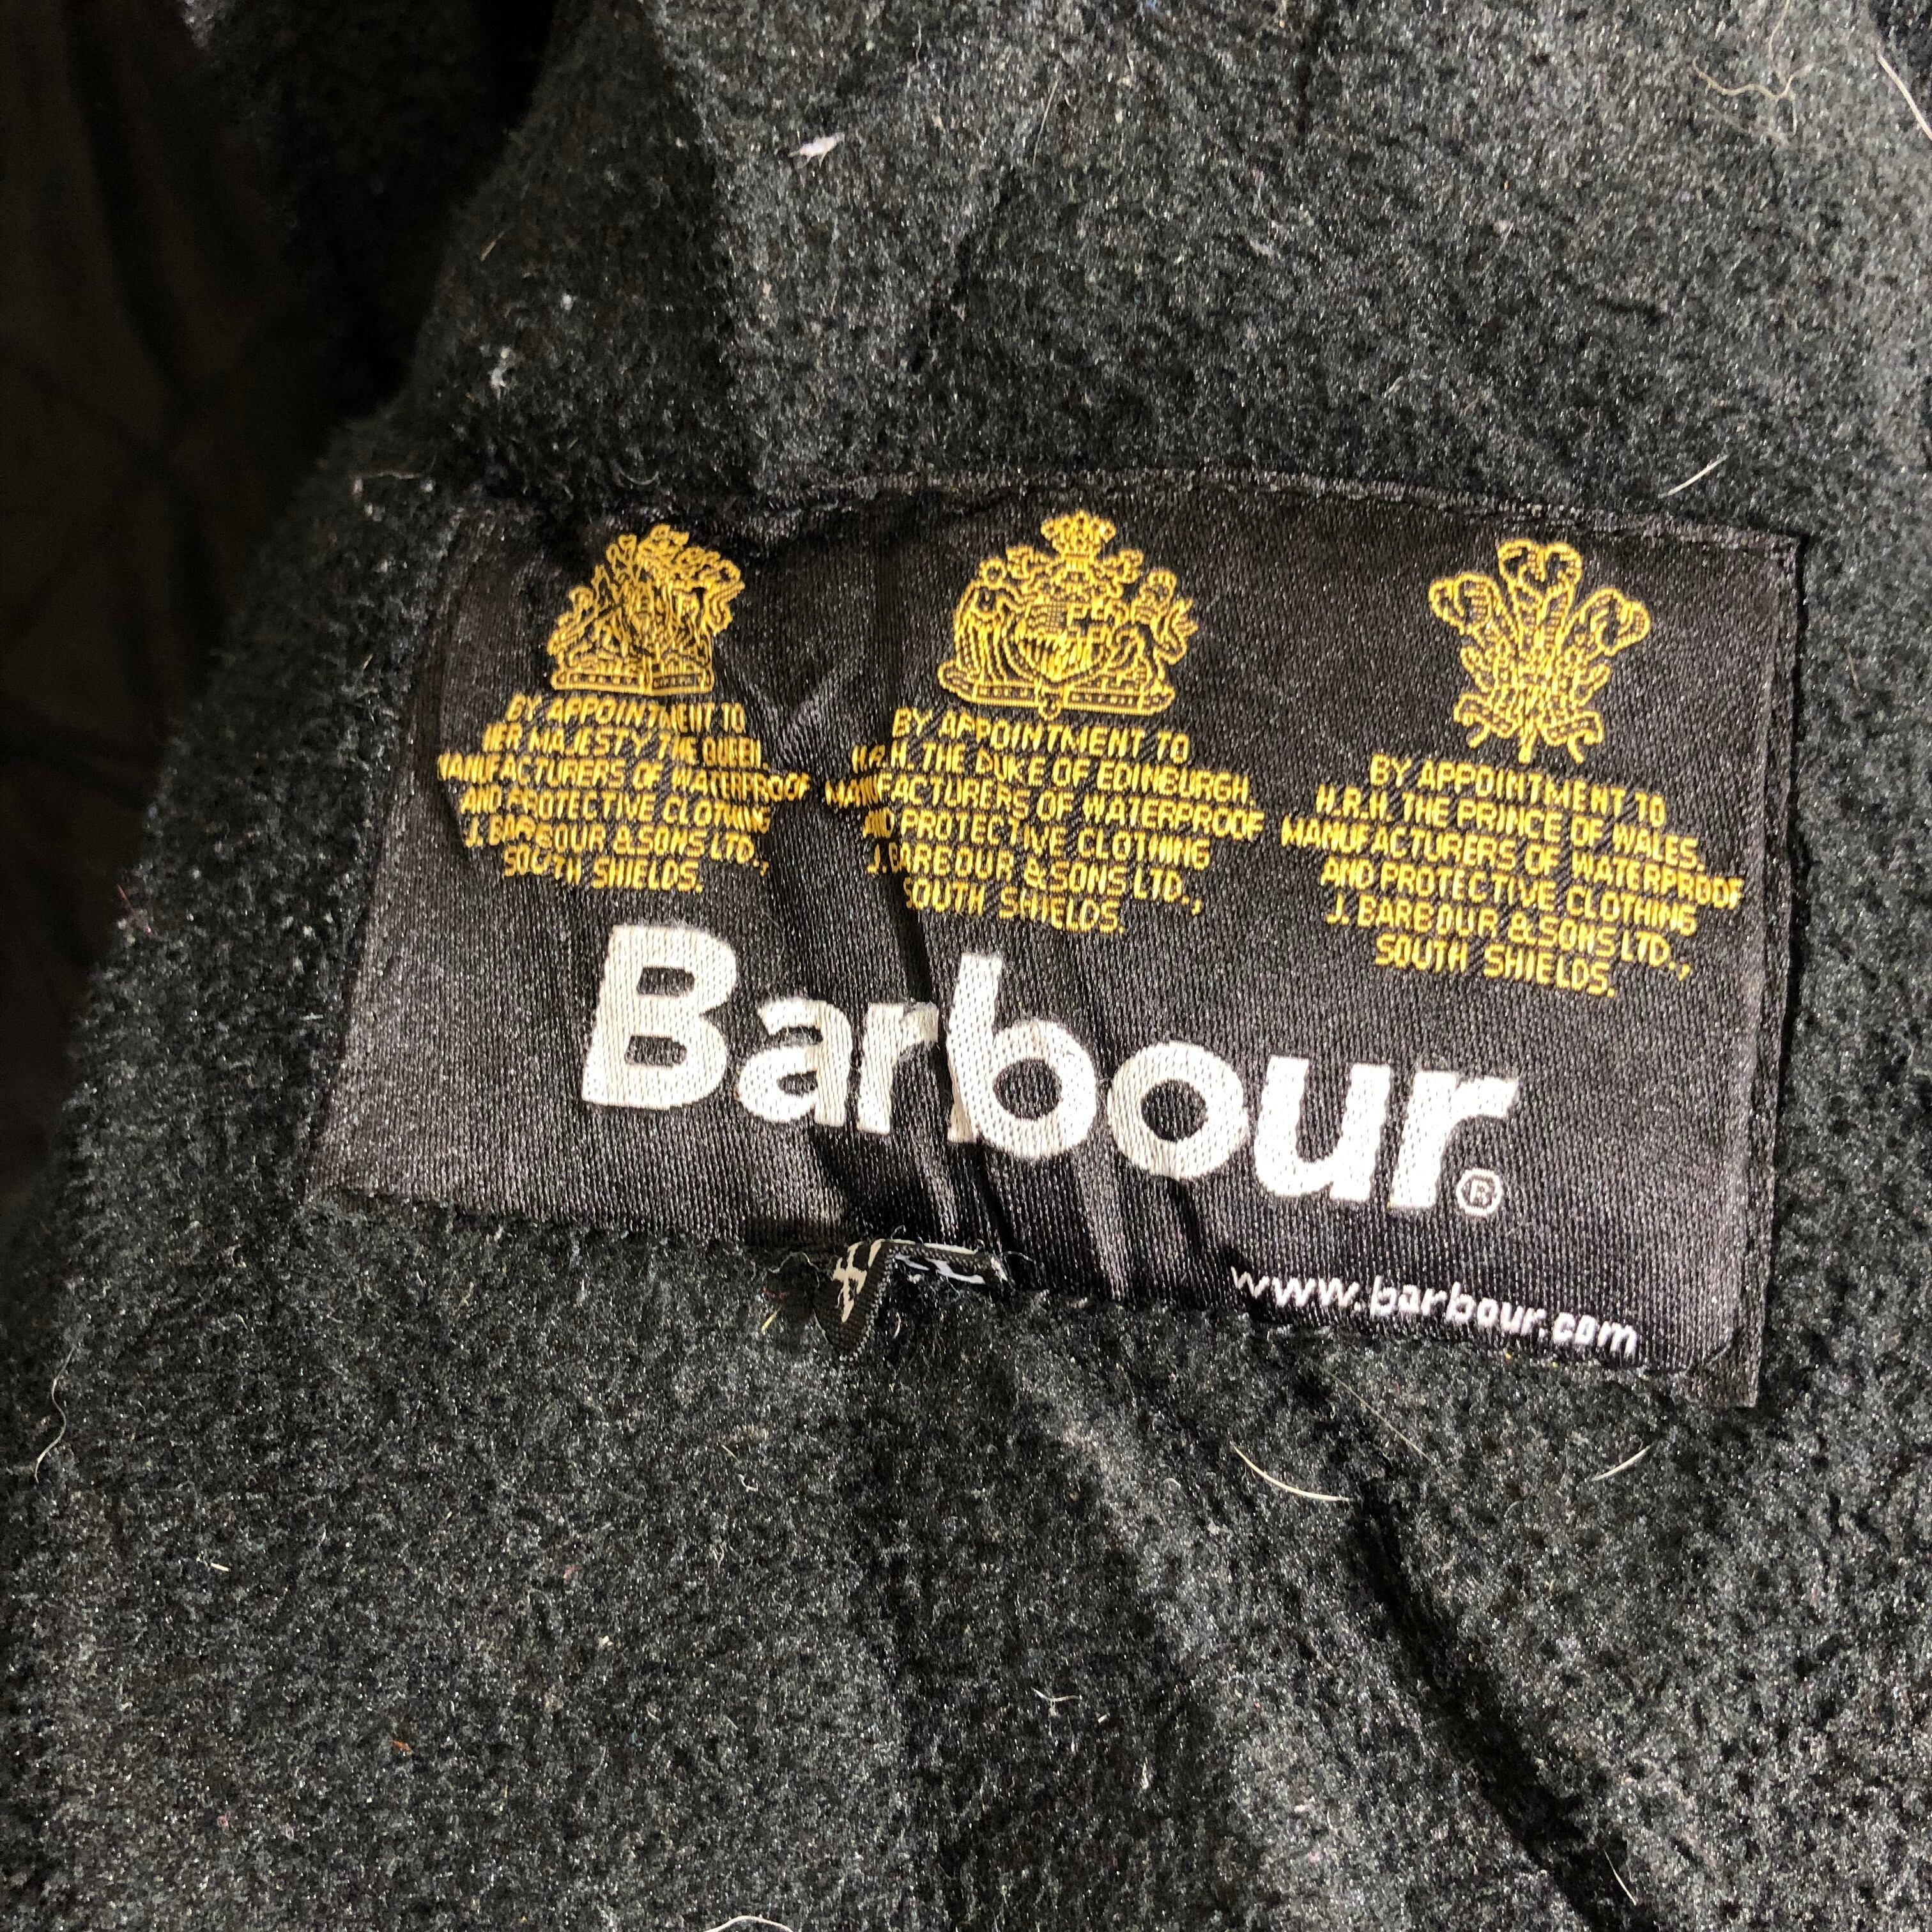 BY APPOINTMENT TO
HER MAJESTY THE QUEEN
MANUFACTURERS OF WATERPROOF
AND PROTECTIVE CLOTHING
J. BARBOUR & SONS LTD.,
SOUTH SHIELDS.
BY APPOINTMENT TO
H.R.H. THE DUKE OF EDINBURGH,
MANUFACTURERS OF WATERPROOF
AND PROTECTIVE CLOTHING
J. BARBOUR & SONS LTD.,
SOUTH SHIELDS.
BY APPOINTMENT TO
H.R.H. THE PRINCE OF WALES,
MANUFACTURERS OF WATERPROOF
AND PROTECTIVE CLOTHING
J. BARBOUR & SONS LTD.,
SOUTH SHIELDS.
Barbour®
www.barbour.com